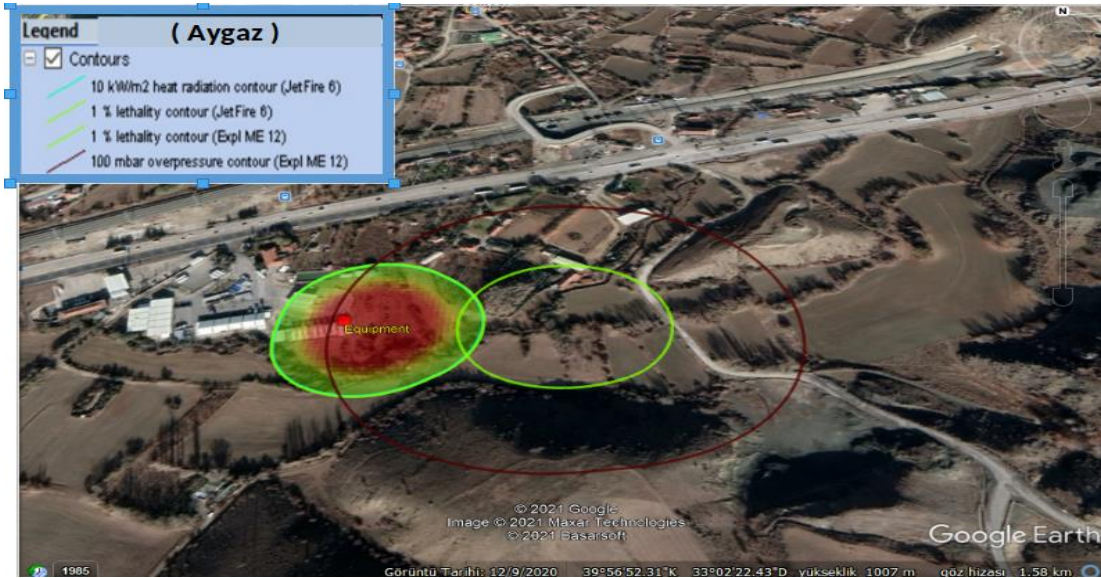 Legend
( Aygaz )
Contours
10 kW/m2 heat radiation contour (JetFire 6)
1 % lethality contour (JetFire 6)
1 % lethality contour (Expl ME 12)
100 mbar overpressure contour (Expl ME 12)
N
Equipment
© 2021 Google
Image © 2021 Maxar Technologies
© 2021 Basarsoft
Google Earth
1985
Görüntü Tarihi: 12/9/2020 39°56'52.31"K 33°02'22.43"D yükseklik 1007 m göz hizası 1.58 km